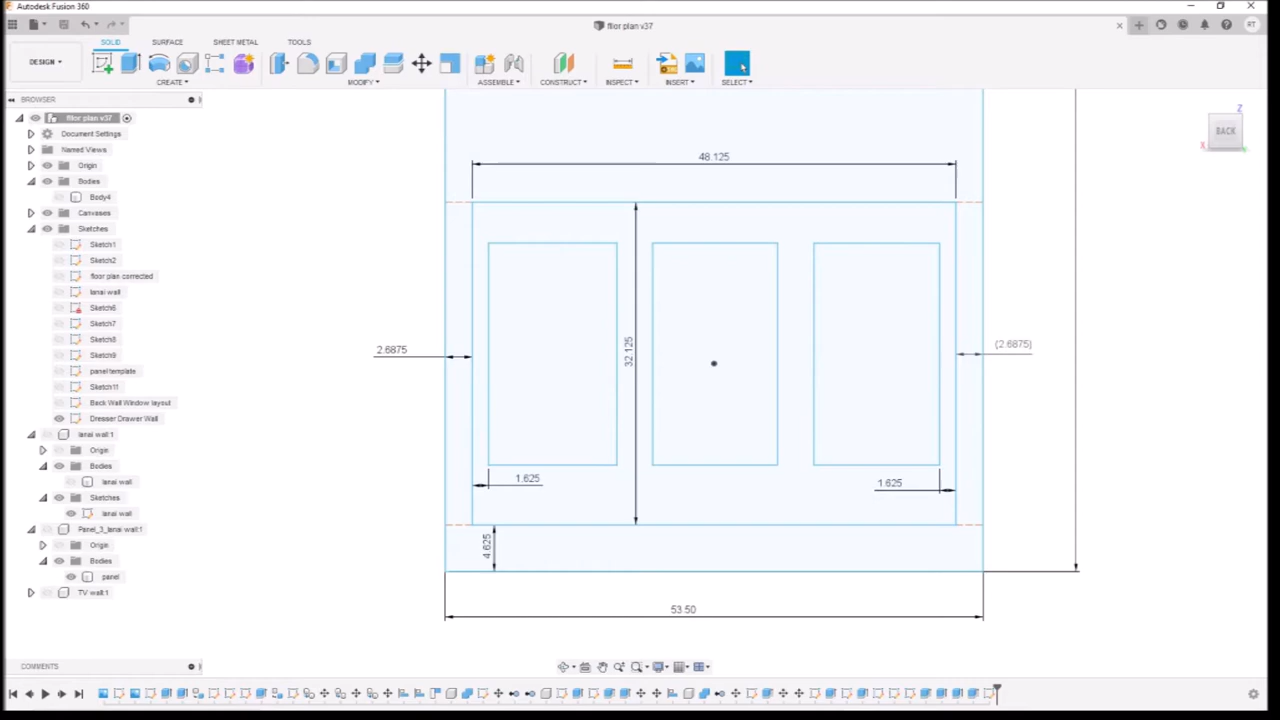 Autodesk Fusion 360
flior plan v37
RT
SOLID SURFACE SHEET METAL TOOLS
DESIGN
CREATE MODIFY ASSEMBLE CONSTRUCT INSPECT INSERT SELECT
BROWSER
flior plan v37
Document Settings
Named Views
Origin
Bodies
Body4
Canvases
Sketches
Sketch1
Sketch2
floor plan corrected
lanai wall
Sketch6
Sketch7
Sketch8
Sketch9
panel template
Sketch11
Back Wall Window layout
Dresser Drawer Wall
lanai wall:1
Origin
Bodies
lanai wall
Sketches
lanai wall
Panel_3_lanai wall:1
Origin
Bodies
panel
TV wall:1
BACK
Z
X
48.125
32.125
2.6875
(2.6875)
1.625
1.625
4.625
53.50
COMMENTS